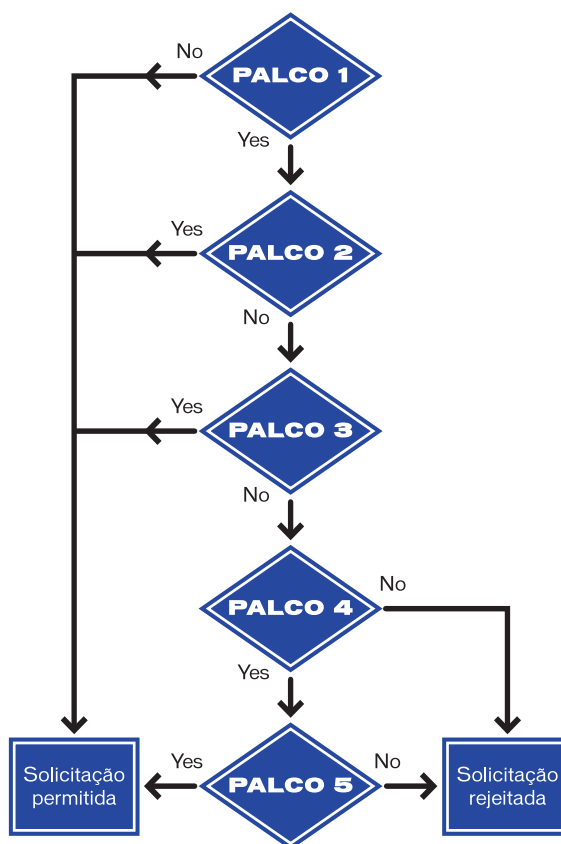 No
PALCO 1
Yes
Yes
PALCO 2
No
Yes
PALCO 3
No
PALCO 4
No
Yes
Solicitação
permitida
Yes
PALCO 5
No
Solicitação
rejeitada